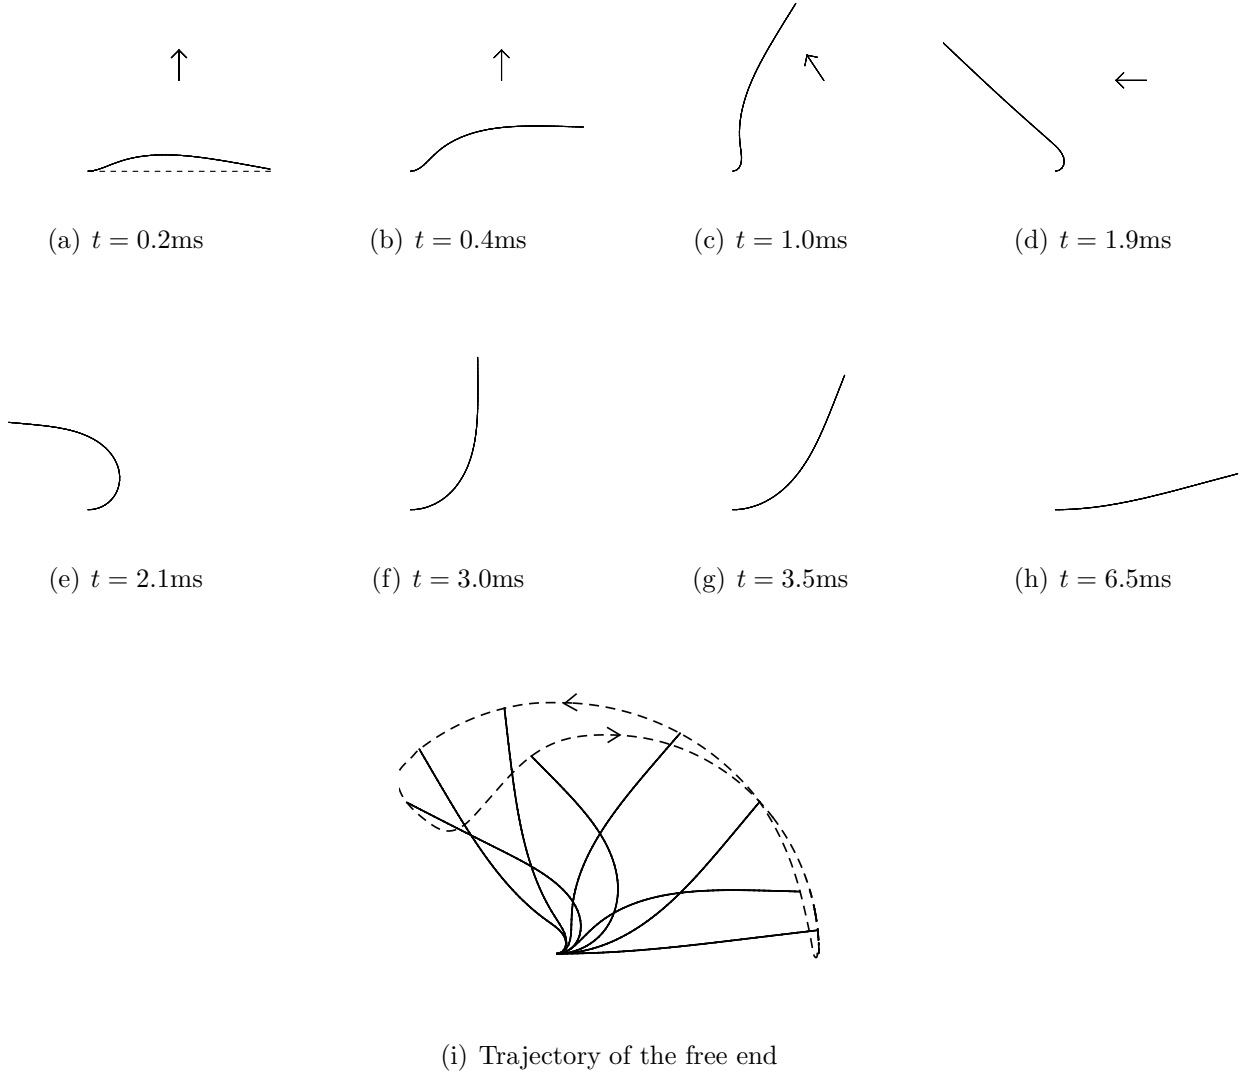 (a) t = 0.2ms
(b) t = 0.4ms
(c) t = 1.0ms
(d) t = 1.9ms
(e) t = 2.1ms
(f) t = 3.0ms
(g) t = 3.5ms
(h) t = 6.5ms
(i) Trajectory of the free end